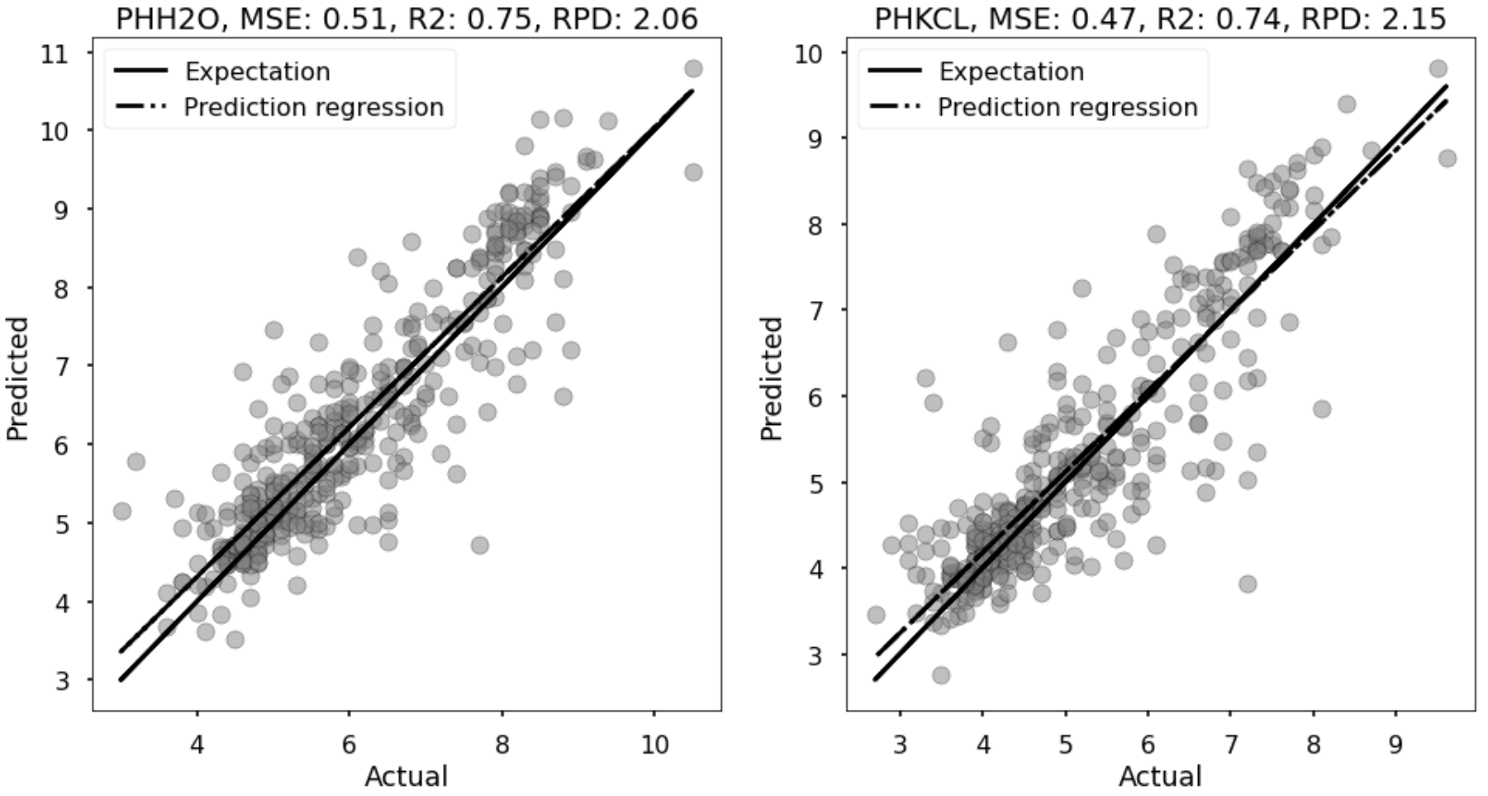 PHH2O, MSE: 0.51, R2: 0.75, RPD: 2.06
Expectation
Prediction regression
11
10
9
8
7
6
5
4
3
Predicted
4 6 8 10
Actual
PHKCL, MSE: 0.47, R2: 0.74, RPD: 2.15
Expectation
Prediction regression
10
9
8
7
6
5
4
3
Predicted
3 4 5 6 7 8 9
Actual